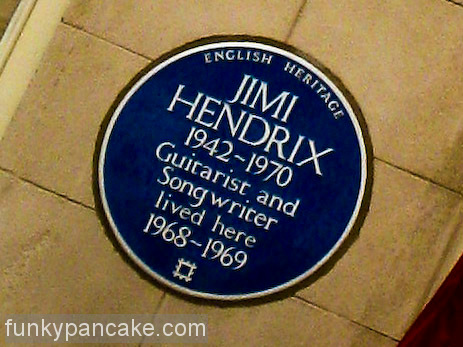 ENGLISH HERITAGE
JIMI
HENDRIX
1942~1970
Guitarist and
Songwriter
lived here
1968~1969
funkypancake.com